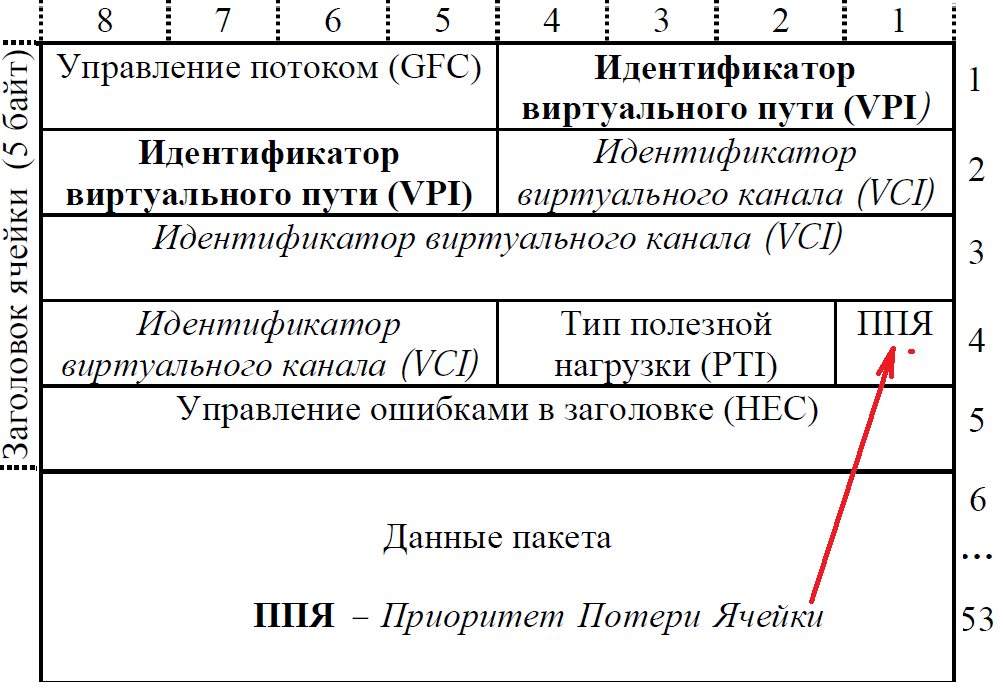 8 7 6 5 4 3 2 1
Заголовок ячейки (5 байт)
Управление потоком (GFC)
Идентификатор
виртуального пути (VPI)
1
Идентификатор
виртуального пути (VPI)
Идентификатор
виртуального канала (VCI)
2
Идентификатор виртуального канала (VCI)
3
Идентификатор
виртуального канала (VCI)
Тип полезной
нагрузки (PTI)
ППЯ
4
Управление ошибками в заголовке (HEC)
5
6
Данные пакета
...
ППЯ – Приоритет Потери Ячейки
53